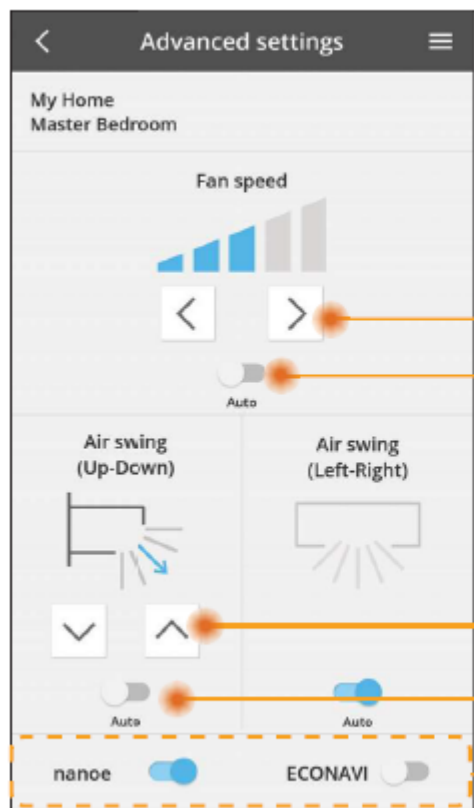 Advanced settings
My Home
Master Bedroom
Fan speed
Auto
Air swing
(Up-Down)
Air swing
(Left-Right)
Auto
Auto
nanoe
ECONAVI